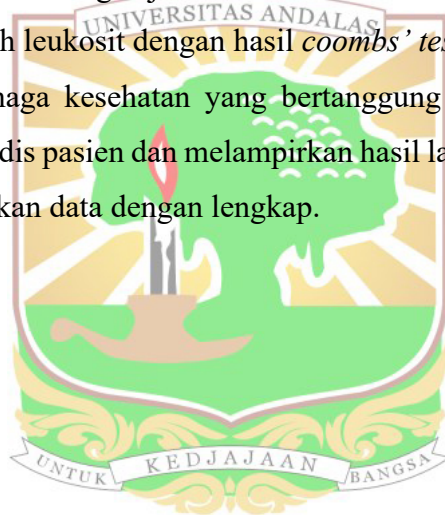 UNIVERSITAS ANDALAS
h leukosit dengan hasil coombs' tes
naga kesehatan yang bertanggung
dis pasien dan melampirkan hasil la
kan data dengan lengkap.
UNTUK KEDJAJAAN BANGSA